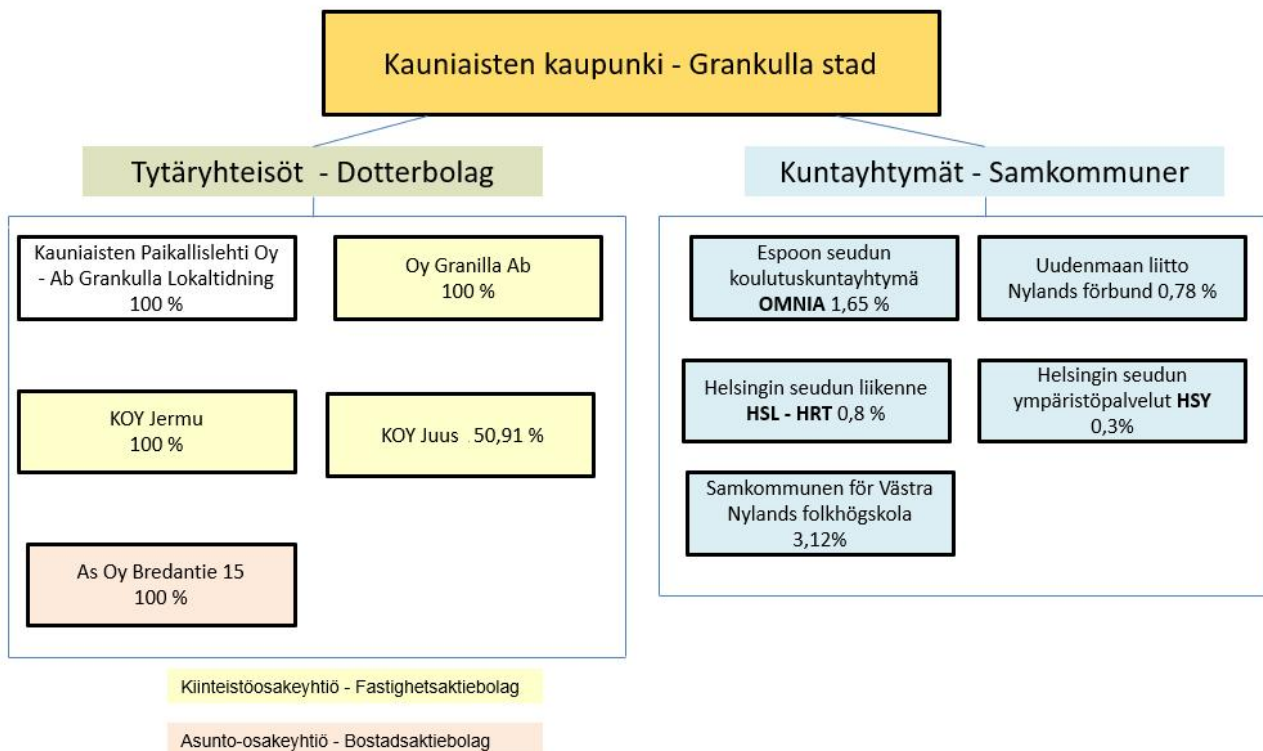 Kauniaisten kaupunki - Grankulla stad
Tytäryhteisöt - Dotterbolag
Kauniaisten Paikallislehti Oy
- Ab Grankulla Lokaltidning
100 %
Oy Granilla Ab
100 %
KOY Jermu
100 %
KOY Juus 50,91 %
As Oy Bredantie 15
100 %
Kiinteistöosakeyhtiö - Fastighetsaktiebolag
Asunto-osakeyhtiö - Bostadsaktiebolag
Kuntayhtymät - Samkommuner
Espoon seudun
koulutuskuntayhtymä
OMNIA 1,65 %
Uudenmaan liitto
Nylands förbund 0,78 %
Helsingin seudun liikenne
HSL - HRT 0,8 %
Helsingin seudun
ympäristöpalvelut HSY
0,3%
Samkommunen för Västra
Nylands folkhögskola
3,12%